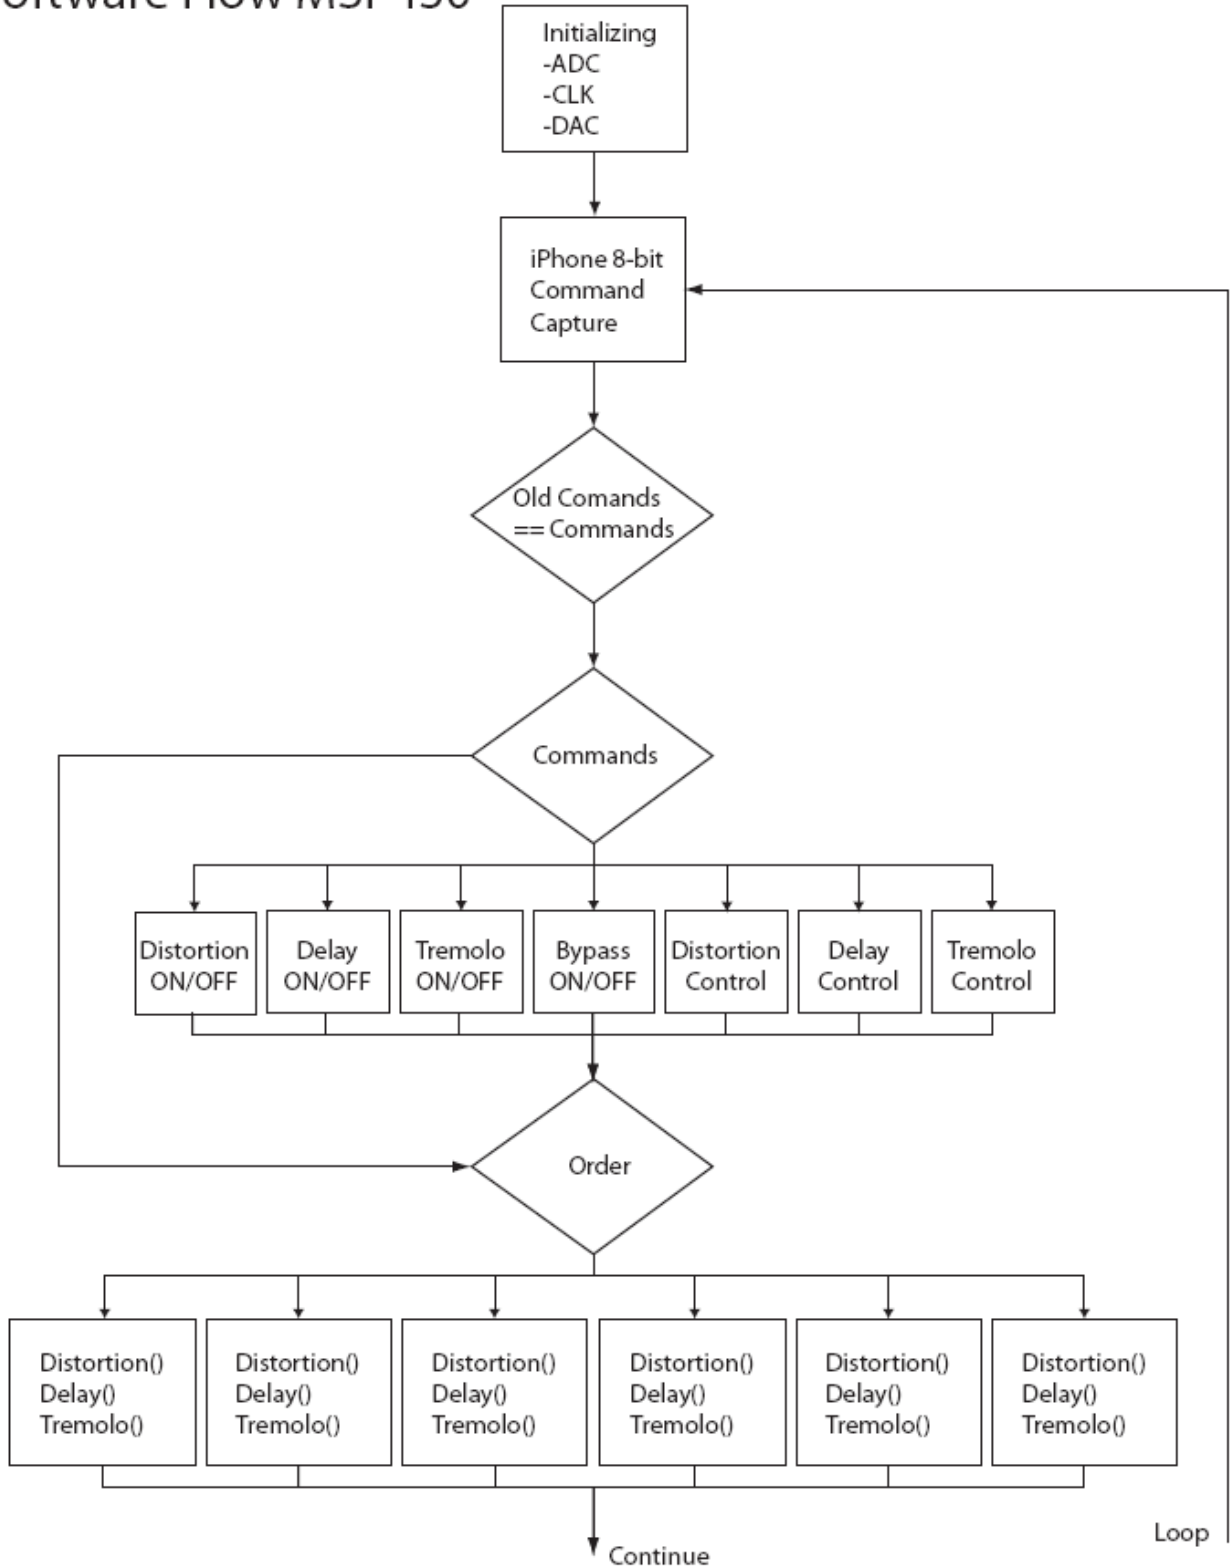 Initializing
-ADC
-CLK
-DAC
iPhone 8-bit
Command
Capture
Old Comands
== Commands
Commands
Distortion
ON/OFF
Delay
ON/OFF
Tremolo
ON/OFF
Bypass
ON/OFF
Distortion
Control
Delay
Control
Tremolo
Control
Order
Distortion()
Delay()
Tremolo()
Distortion()
Delay()
Tremolo()
Distortion()
Delay()
Tremolo()
Distortion()
Delay()
Tremolo()
Distortion()
Delay()
Tremolo()
Distortion()
Delay()
Tremolo()
Loop
Continue